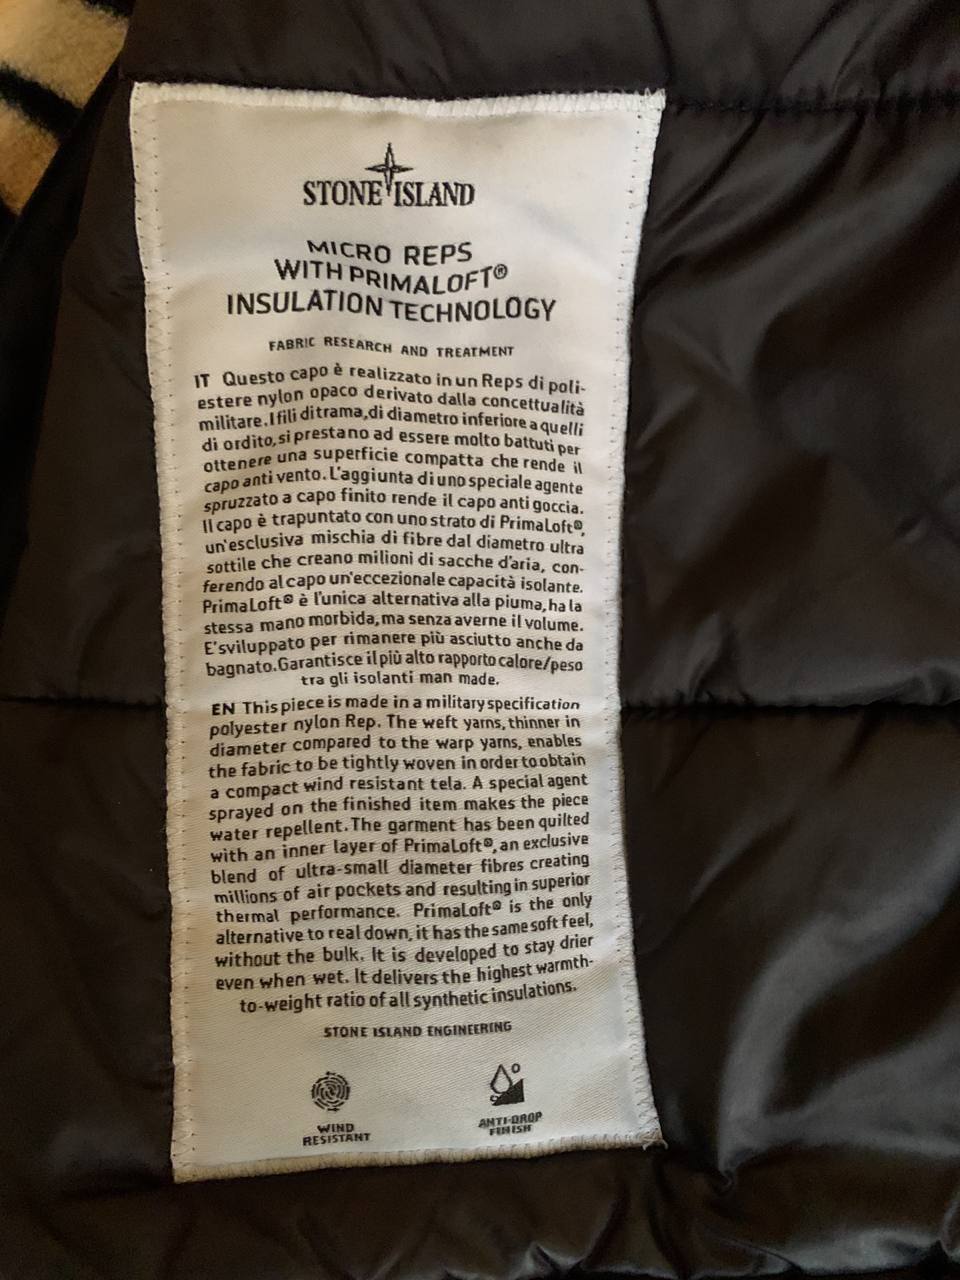 STONE ISLAND
MICRO REPS
WITH PRIMALOFT®
INSULATION TECHNOLOGY
FABRIC RESEARCH AND TREATMENT
IT Questo capo è realizzato in un Reps di poli-
estere nylon opaco derivato dalla concettualità
militare. I fili di trama, di diametro inferiore a quelli
di ordito, si prestano ad essere molto battuti per
ottenere una superficie compatta che rende il
capo anti vento. L'aggiunta di uno speciale agente
spruzzato a capo finito rende il capo anti goccia.
Il capo è trapuntato con uno strato di PrimaLoft®,
un'esclusiva mischia di fibre dal diametro ultra
sottile che creano milioni di sacche d'aria, con-
ferendo al capo un'eccezionale capacità isolante.
PrimaLoft® è l'unica alternativa alla piuma, ha la
stessa mano morbida, ma senza averne il volume.
E'sviluppato per rimanere più asciutto anche da
bagnato. Garantisce il più alto rapporto calore/peso
tra gli isolanti man made.
EN This piece is made in a military specification
polyester nylon Rep. The weft yarns, thinner in
diameter compared to the warp yarns, enables
the fabric to be tightly woven in order to obtain
a compact wind resistant tela. A special agent
sprayed on the finished item makes the piece
water repellent. The garment has been quilted
with an inner layer of PrimaLoft®, an exclusive
blend of ultra-small diameter fibres creating
millions of air pockets and resulting in superior
thermal performance. PrimaLoft® is the only
alternative to real down, it has the same soft feel,
without the bulk. It is developed to stay drier
even when wet. It delivers the highest warmth-
to-weight ratio of all synthetic insulations.
STONE ISLAND ENGINEERING
WIND
RESISTANT
ANTI-DROP
FINISH